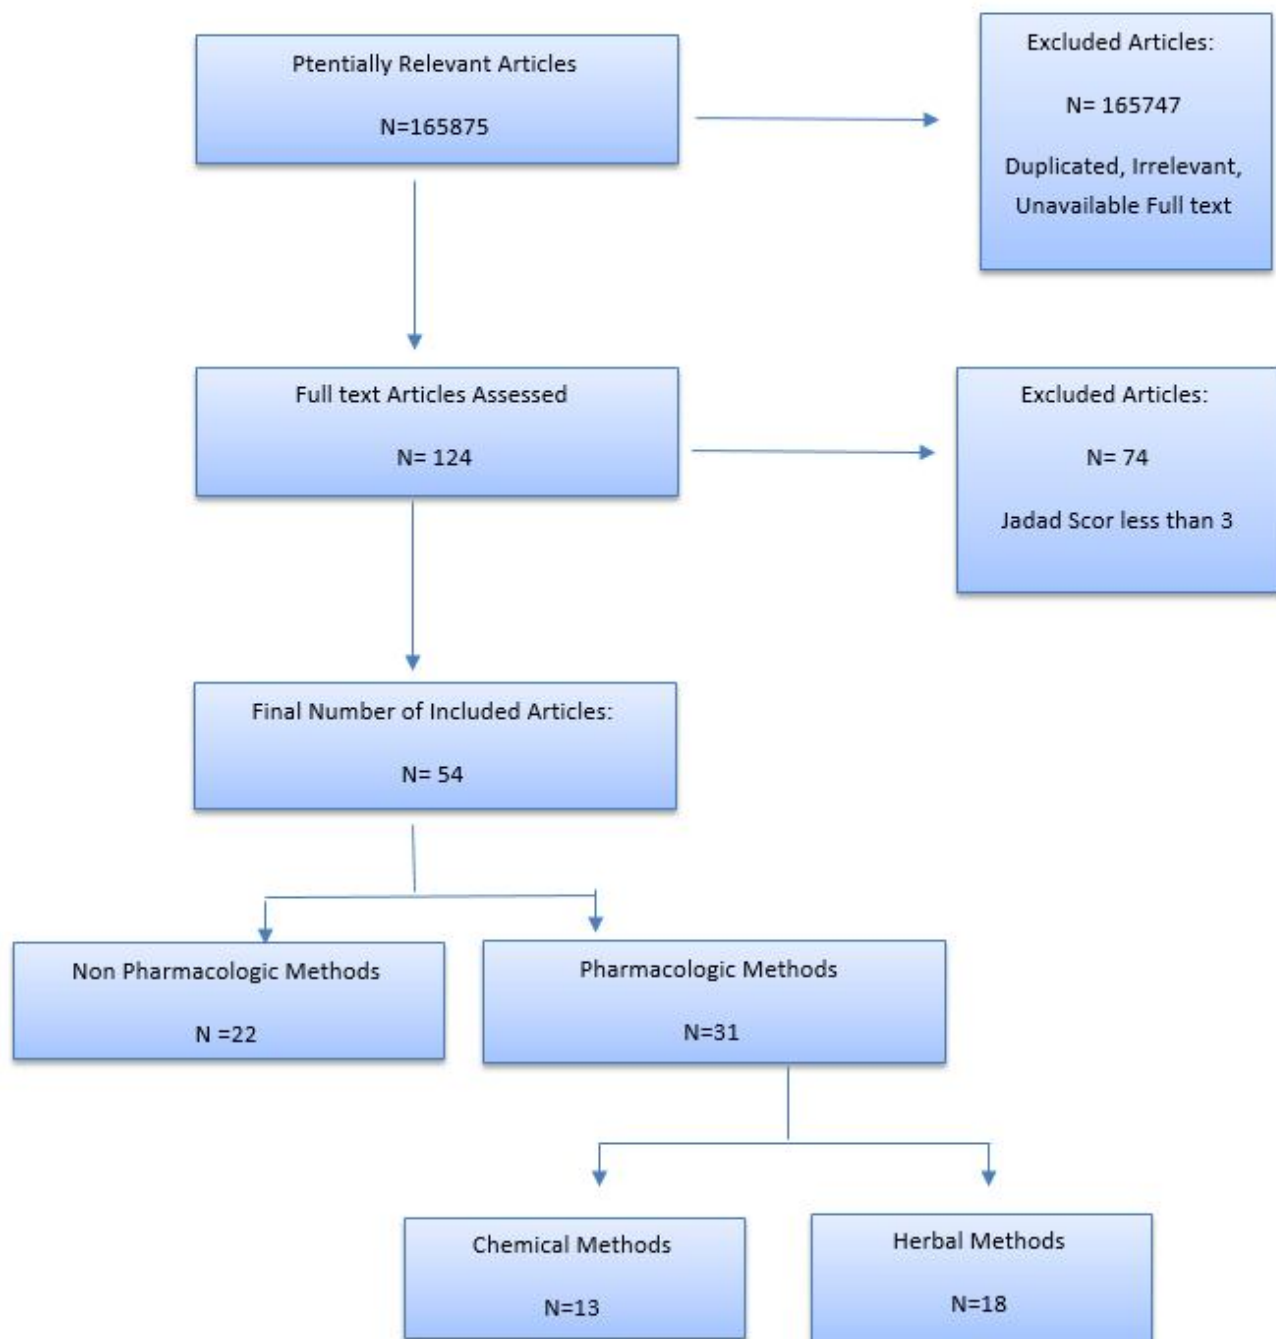 Ptentially Relevant Articles
N=165875
Excluded Articles:
N= 165747
Duplicated, Irrelevant,
Unavailable Full text
Full text Articles Assessed
N= 124
Excluded Articles:
N= 74
Jadad Scor less than 3
Final Number of Included Articles:
N= 54
Non Pharmacologic Methods
N =22
Pharmacologic Methods
N=31
Chemical Methods
N=13
Herbal Methods
N=18